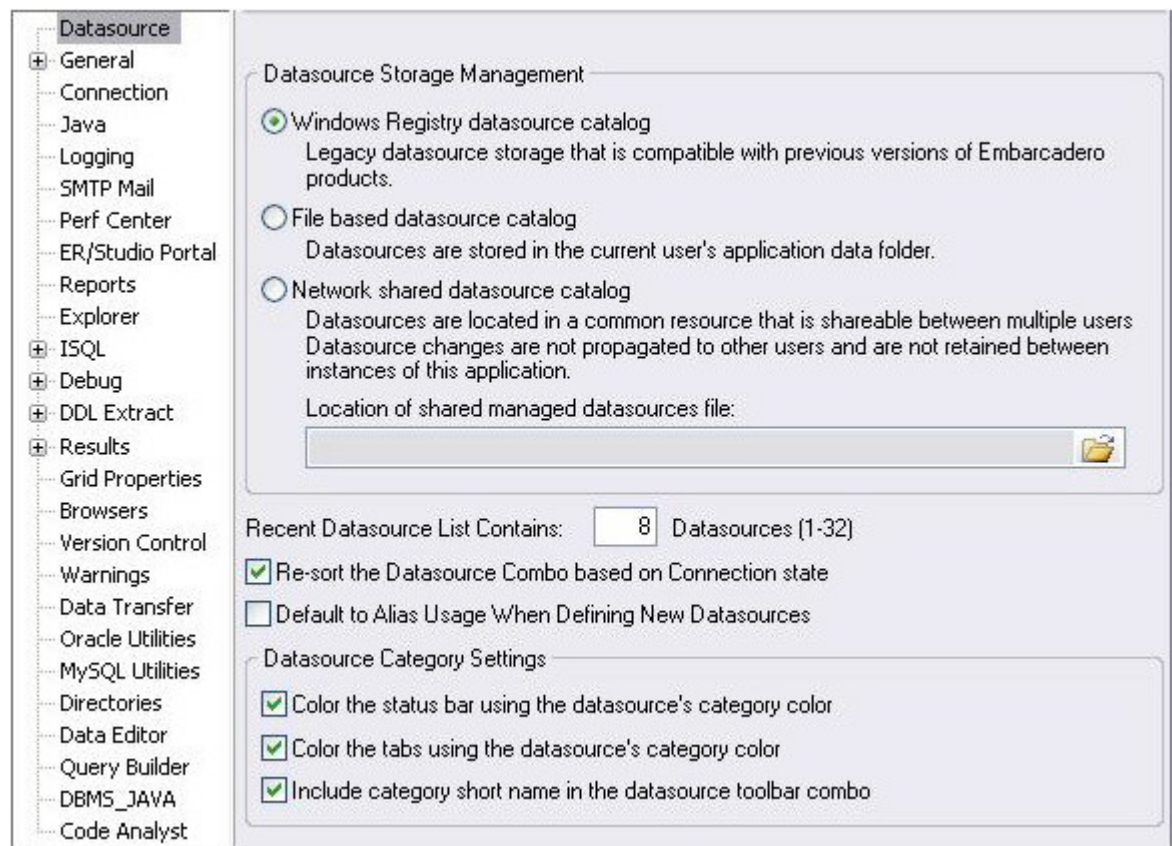 Datasource
General
Connection
Java
Logging
SMTP Mail
Perf Center
ER/Studio Portal
Reports
Explorer
ISQL
Debug
DDL Extract
Results
Grid Properties
Browsers
Version Control
Warnings
Data Transfer
Oracle Utilities
MySQL Utilities
Directories
Data Editor
Query Builder
DBMS_JAVA
Code Analyst
Datasource Storage Management
Windows Registry datasource catalog
Legacy datasource storage that is compatible with previous versions of Embarcadero
products.
File based datasource catalog
Datasources are stored in the current user's application data folder.
Network shared datasource catalog
Datasources are located in a common resource that is shareable between multiple users
Datasource changes are not propagated to other users and are not retained between
instances of this application.
Location of shared managed datasources file:
Recent Datasource List Contains: 8 Datasources (1-32)
Re-sort the Datasource Combo based on Connection state
Default to Alias Usage When Defining New Datasources
Datasource Category Settings
Color the status bar using the datasource's category color
Color the tabs using the datasource's category color
Include category short name in the datasource toolbar combo